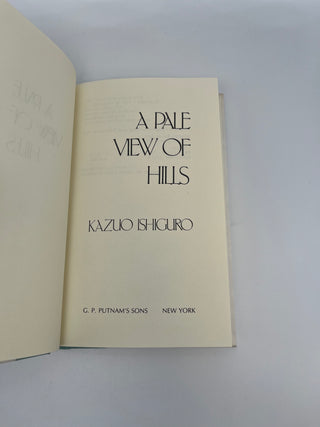 A PALE
VIEW OF
HILLS
KAZUO ISHIGURO
G. P. PUTNAM'S SONS NEW YORK